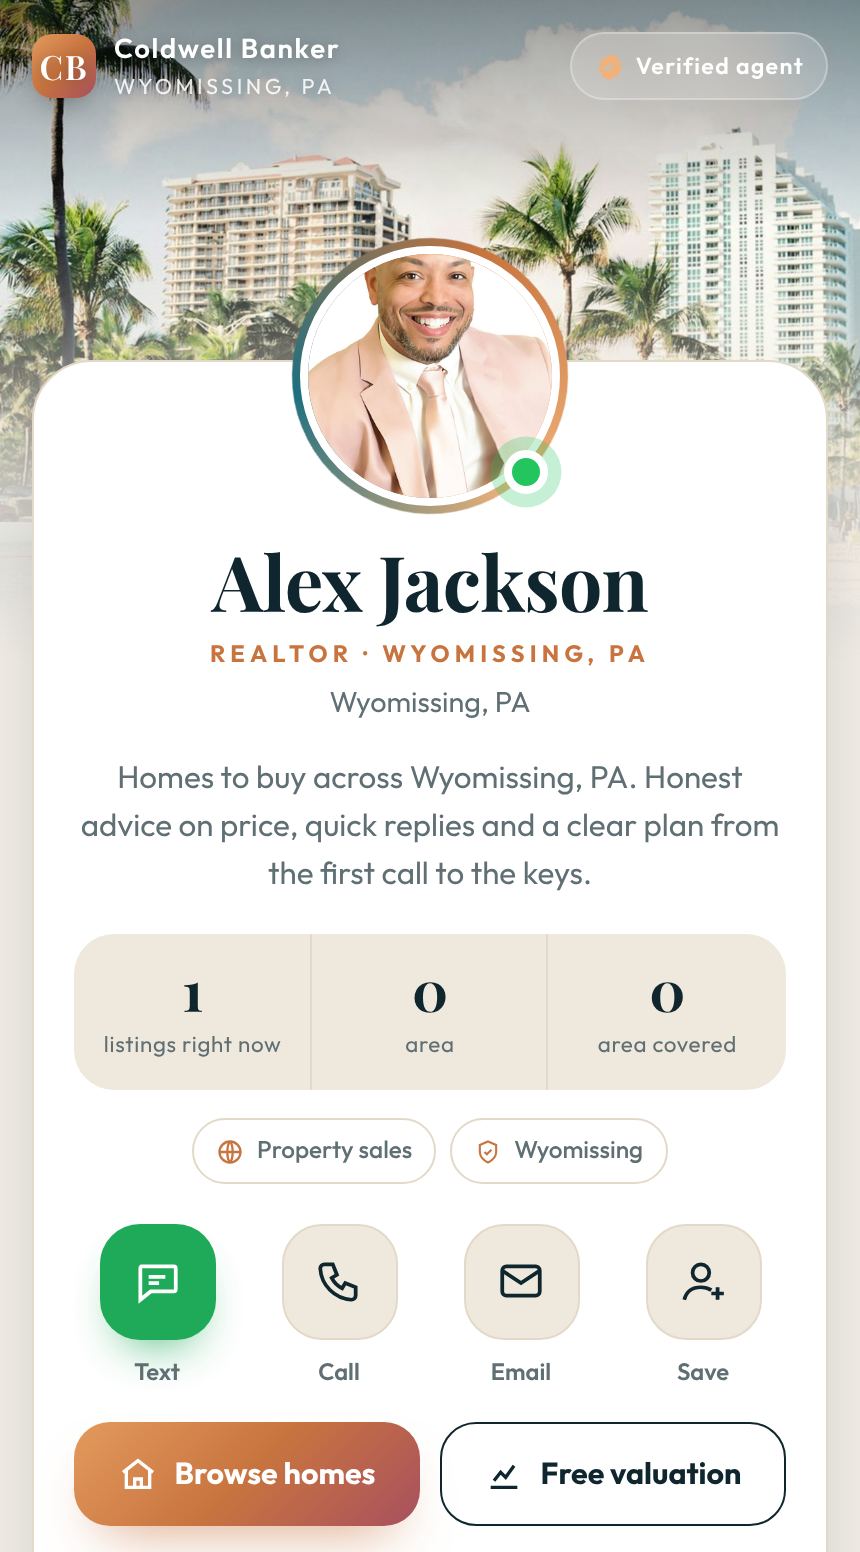 CB
Coldwell Banker
WYOMISSING, PA
Verified agent
Alex Jackson
REALTOR · WYOMISSING, PA
Wyomissing, PA
Homes to buy across Wyomissing, PA. Honest
advice on price, quick replies and a clear plan from
the first call to the keys.
1
listings right now
0
area
0
area covered
Property sales
Wyomissing
Text
Call
Email
Save
Browse homes
Free valuation